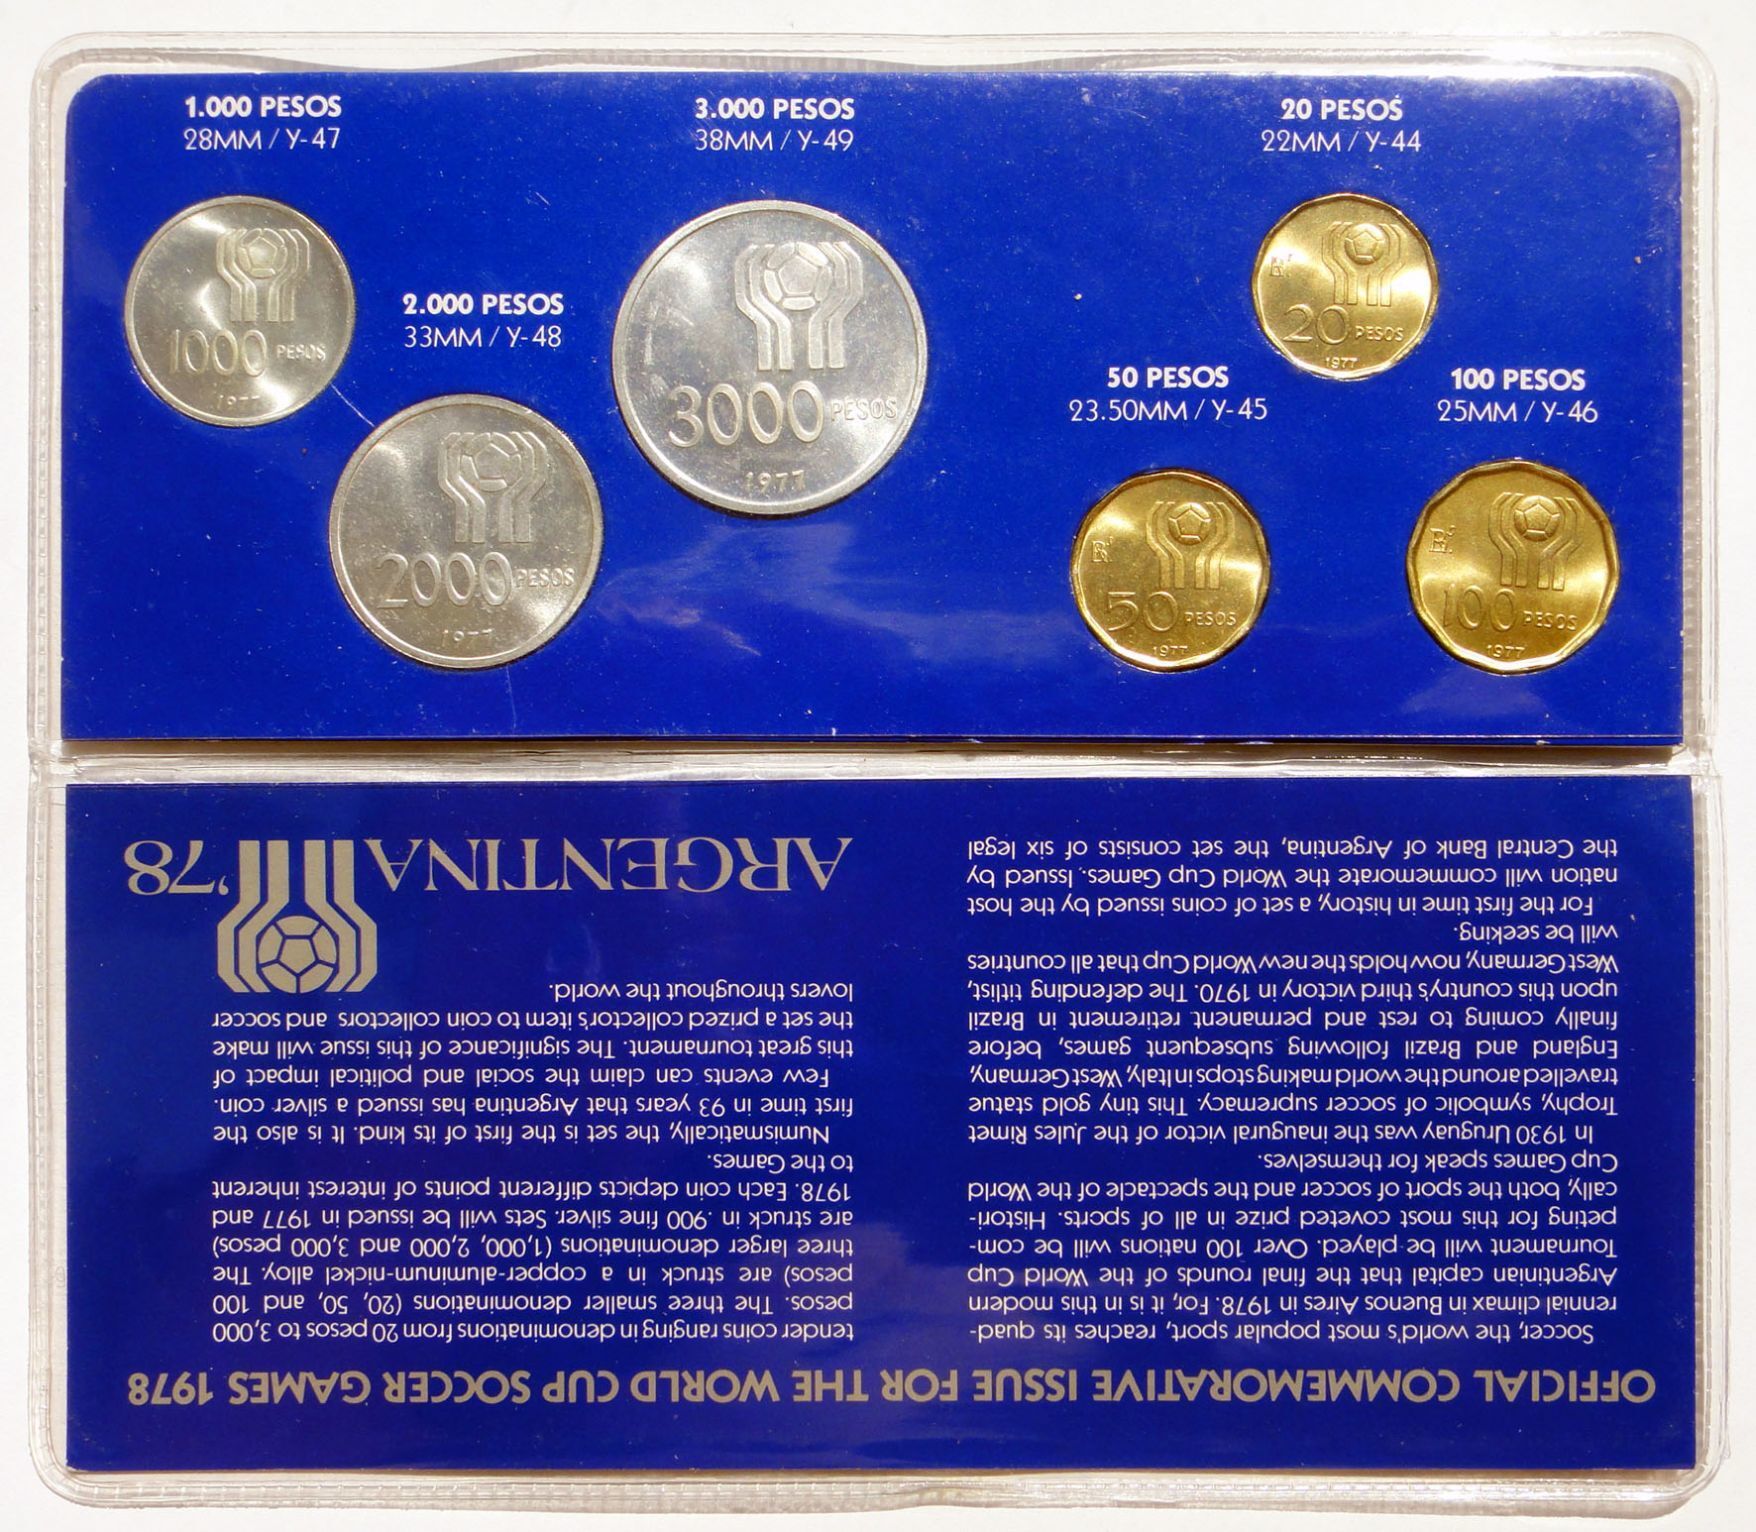 1.000 PESOS
28MM / Y-47
2.000 PESOS
33MM / Y-48
3.000 PESOS
38MM / Y-49
20 PESOS
22MM / Y-44
50 PESOS
23.50MM / Y-45
100 PESOS
25MM / Y-46
1000 PESOS
1977
2000 PESOS
1977
3000 PESOS
1977
20 PESOS
1977
50 PESOS
1977
100 PESOS
1977
OFFICIAL COMMEMORATIVE ISSUE FOR THE WORLD CUP SOCCER GAMES 1978
Soccer, the world's most popular sport, reaches its quad-
rennial climax in Buenos Aires in 1978. For, it is in this modern
Argentinian capital that the final rounds of the World Cup
Tournament will be played. Over 100 nations will be com-
peting for this most coveted prize in all of sports. Histori-
cally, both the sport of soccer and the spectacle of the World
Cup Games speak for themselves.
In 1930 Uruguay was the inaugural victor of the Jules Rimet
Trophy, symbolic of soccer supremacy. This tiny gold statue
travelled around the world making stops in Italy, West Germany,
England and Brazil following subsequent games, before
finally coming to rest and permanent retirement in Brazil
upon this country's third victory in 1970. The defending titlist,
West Germany, now holds the new World Cup that all countries
will be seeking.
For the first time in history, a set of coins issued by the host
nation will commemorate the World Cup Games. Issued by
the Central Bank of Argentina, the set consists of six legal
tender coins ranging in denominations from 20 pesos to 3,000
pesos. The three smaller denominations (20, 50, and 100
pesos) are struck in a copper-aluminum-nickel alloy. The
three larger denominations (1,000, 2,000 and 3,000 pesos)
are struck in .900 fine silver. Sets will be issued in 1977 and
1978. Each coin depicts different points of interest inherent
to the Games.
Numismatically, the set is the first of its kind. It is also the
first time in 93 years that Argentina has issued a silver coin.
Few events can claim the social and political impact of
this great tournament. The significance of this issue will make
the set a prized collector's item to coin collectors and soccer
lovers throughout the world.
ARGENTINA '78